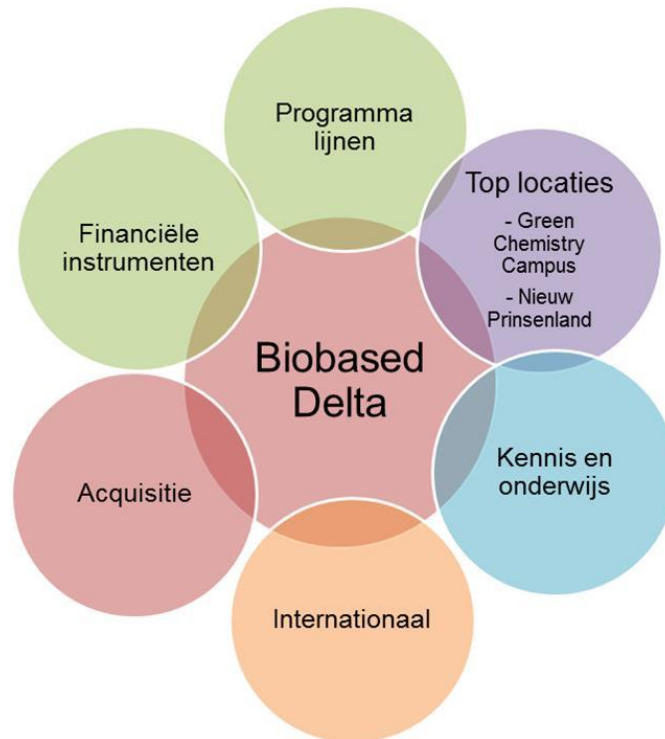 Programma
lijnen
Top locaties
- Green
Chemistry
Campus
- Nieuw
Prinsenland
Financiële
instrumenten
Biobased
Delta
Kennis en
onderwijs
Acquisitie
Internationaal